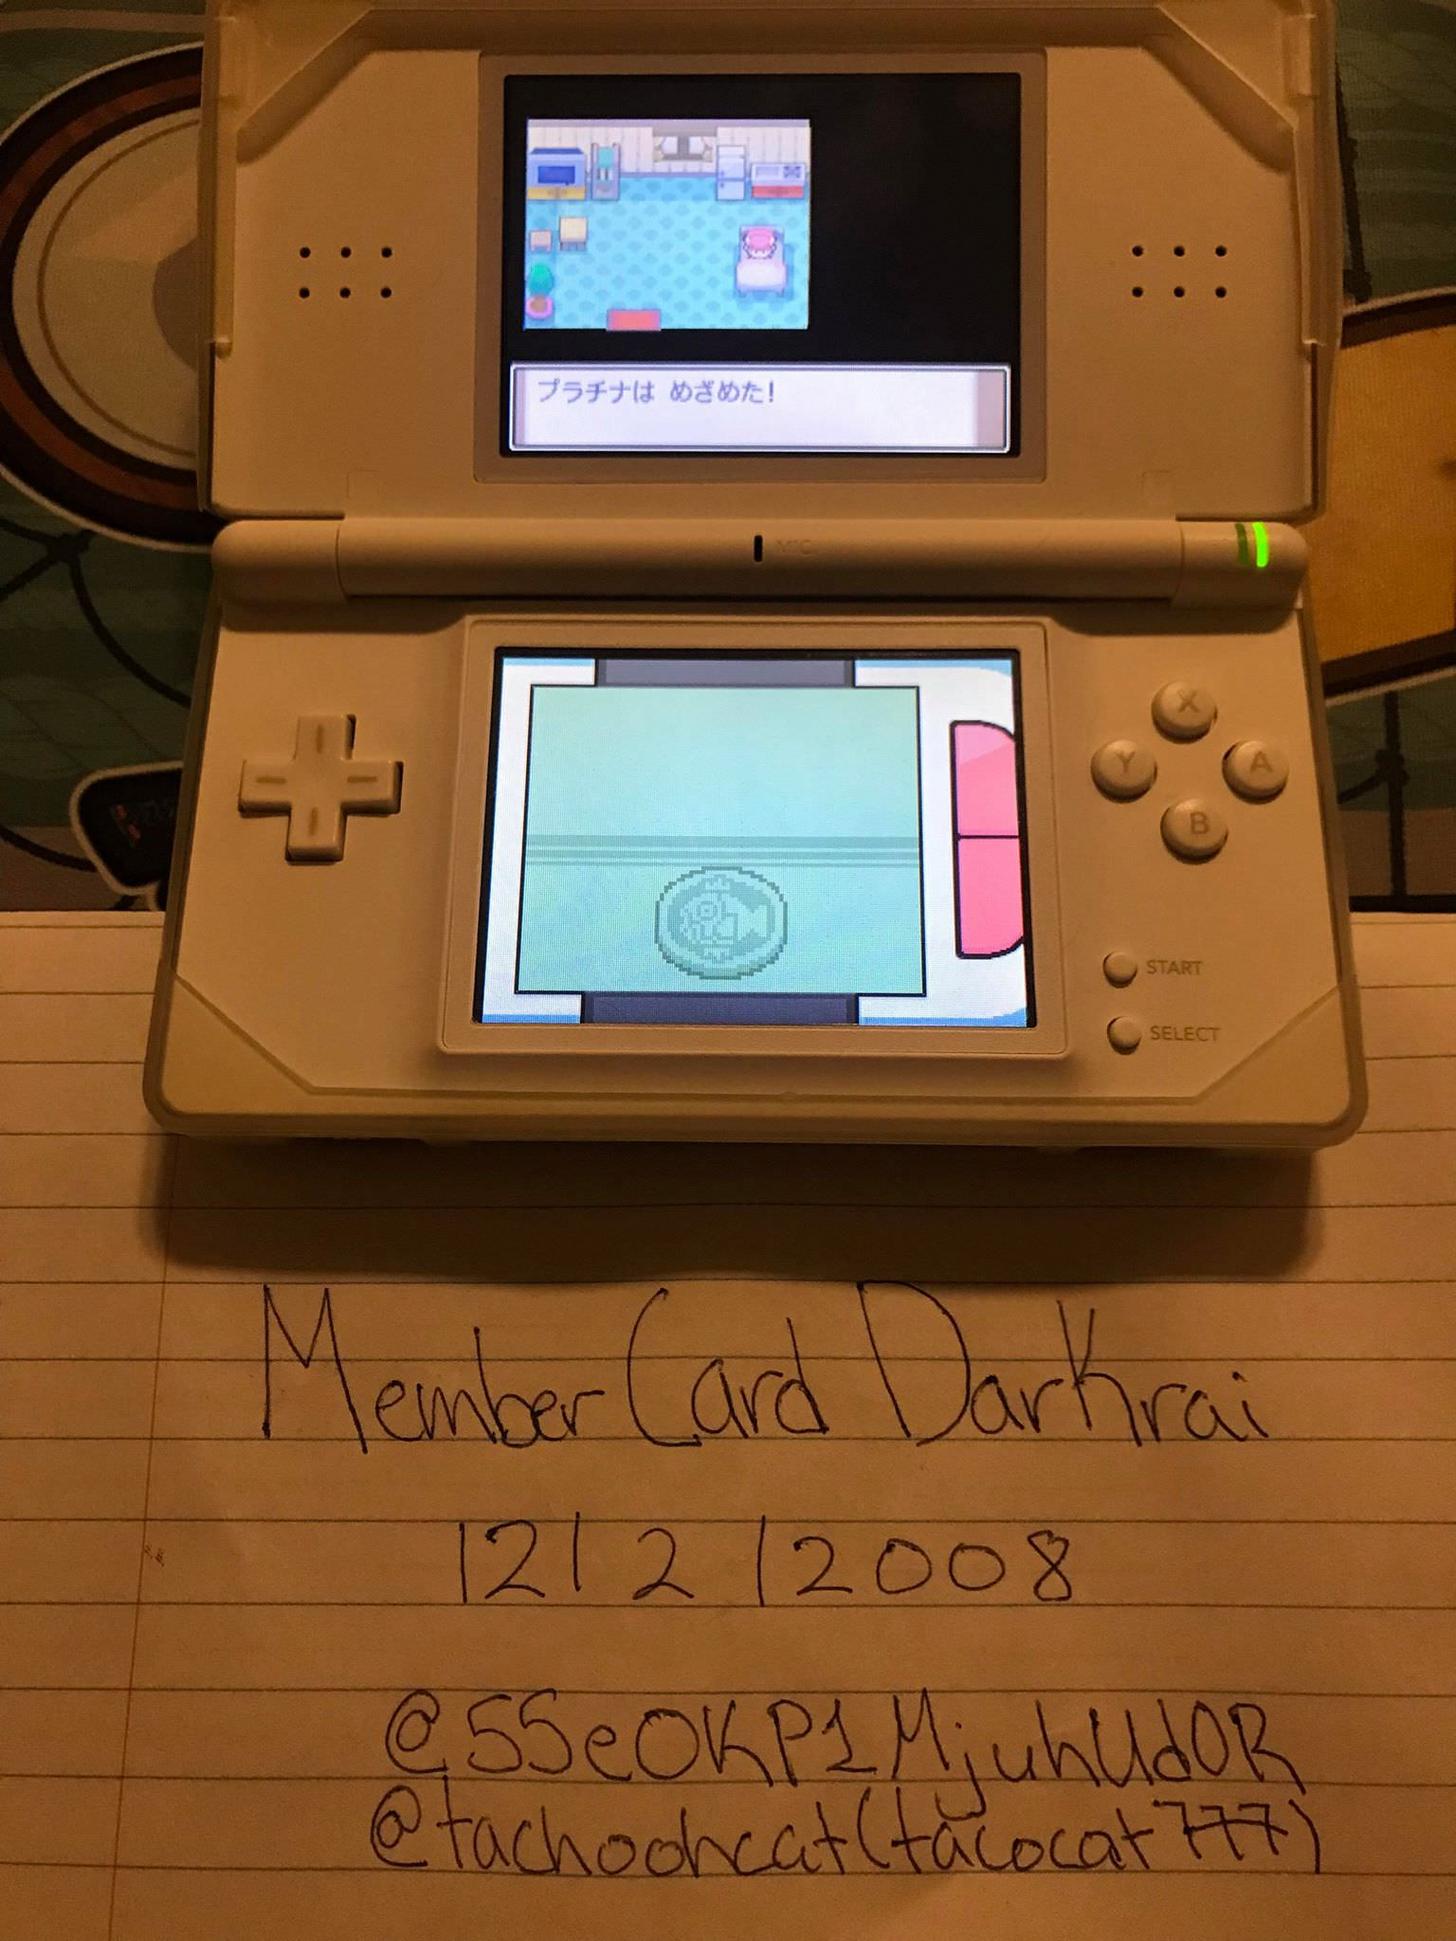 プラチナは めざめた!
MIC
X
Y
A
B
START
SELECT
Member Card Darkrai
12/2/2008
@5SeOKP1MjuhUdOR
@tachoohcat(tacocat777)